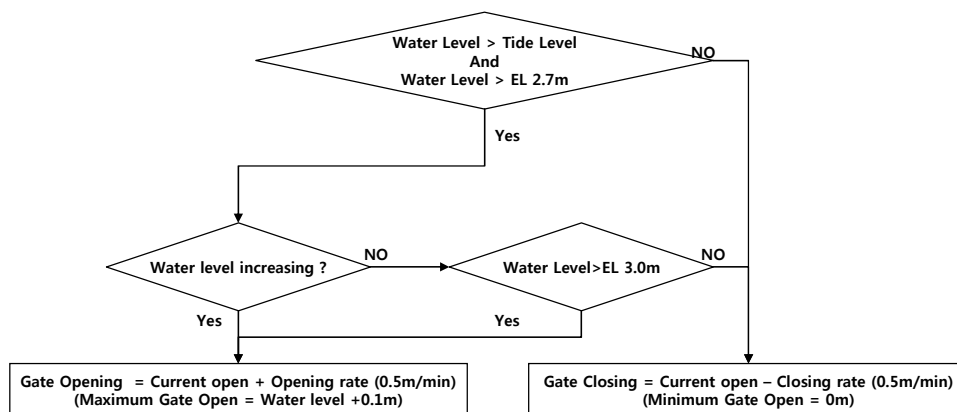 Water Level > Tide Level
And
Water Level > EL 2.7m
NO
Yes
Water level increasing ?
NO
Water Level>EL 3.0m
NO
Yes
Yes
Gate Opening = Current open + Opening rate (0.5m/min)
(Maximum Gate Open = Water level +0.1m)
Gate Closing = Current open – Closing rate (0.5m/min)
(Minimum Gate Open = 0m)